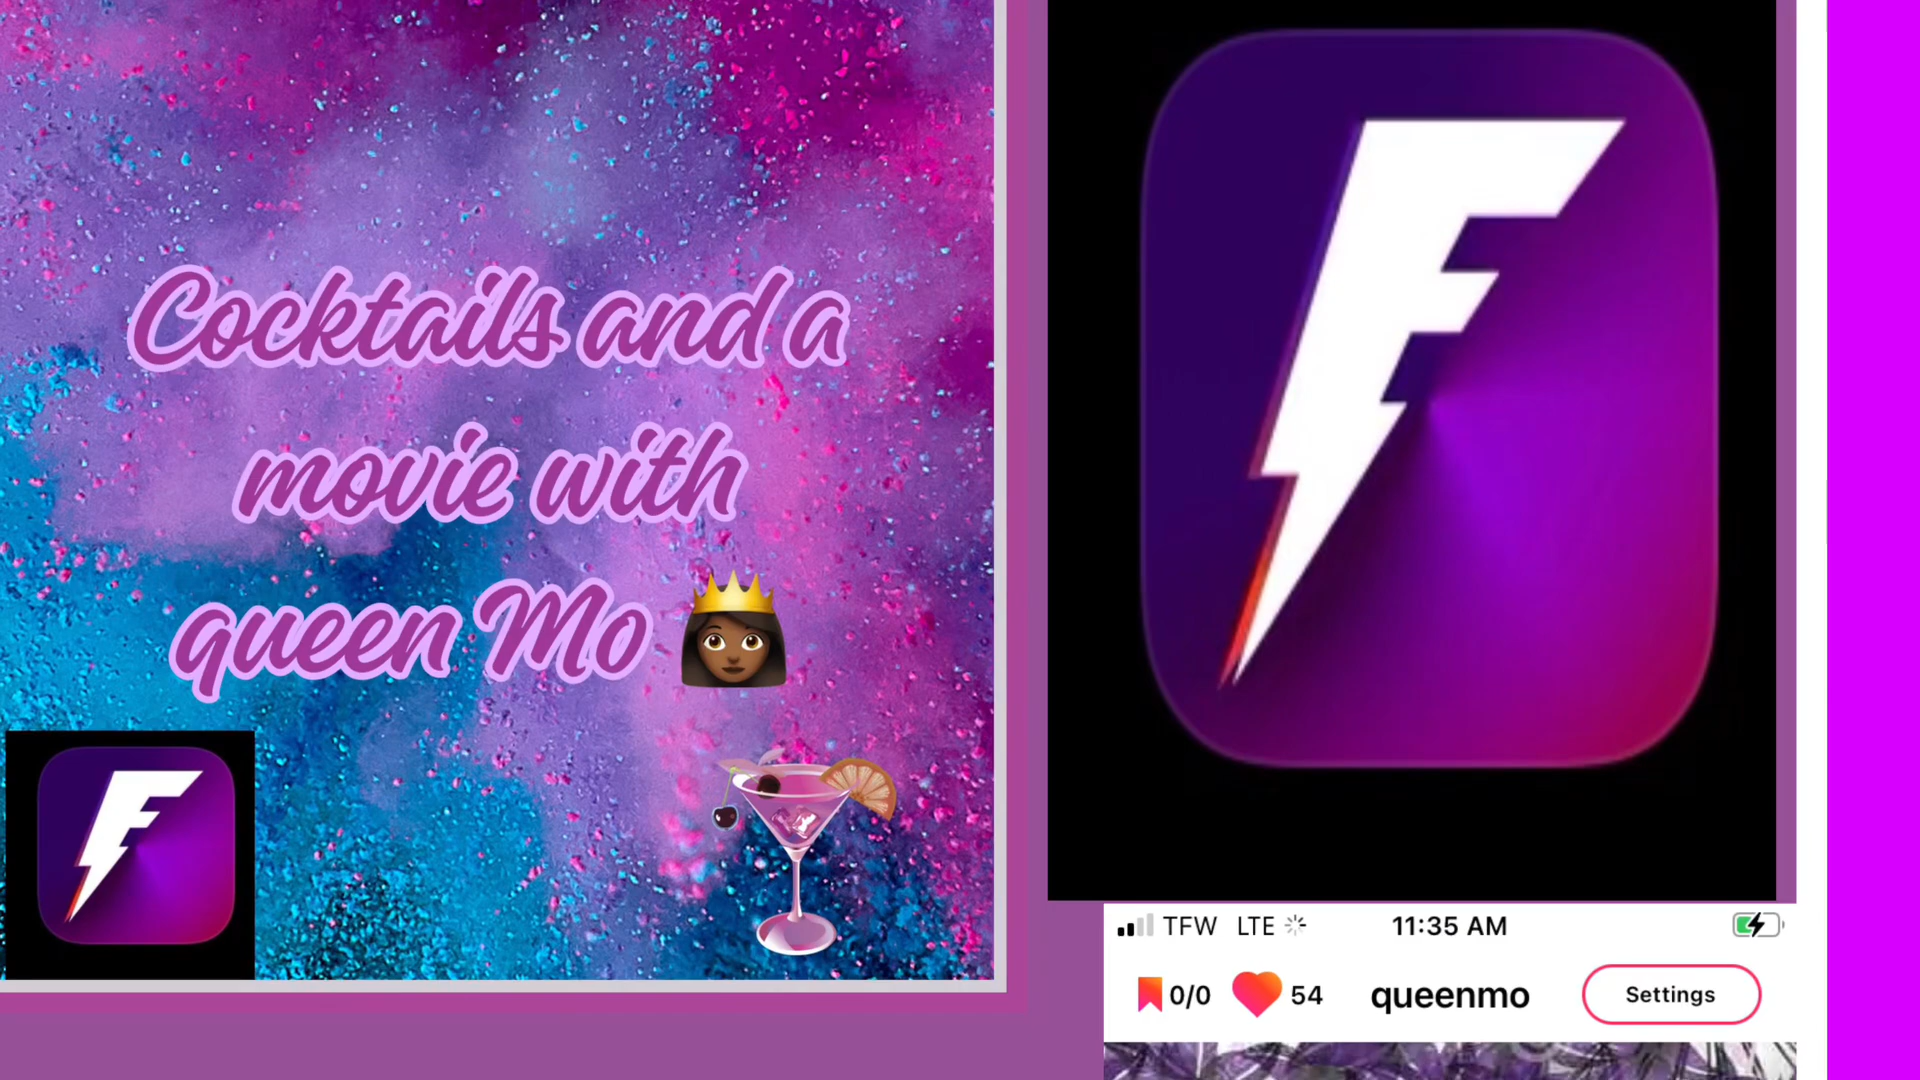 Cocktails and a
movie with
queen Mo
F
F
TFW LTE 11:35 AM
0/0 54 queenmo Settings